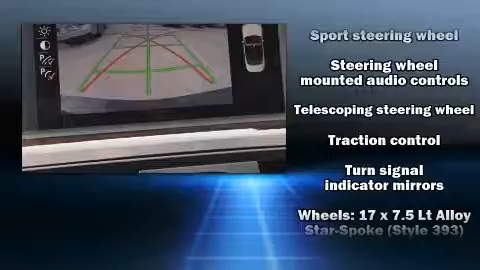 Sport steering wheel
Steering wheel
mounted audio controls
Telescoping steering wheel
Traction control
Turn signal
indicator mirrors
Wheels: 17 x 7.5 Lt Alloy
Star-Spoke (Style 393)